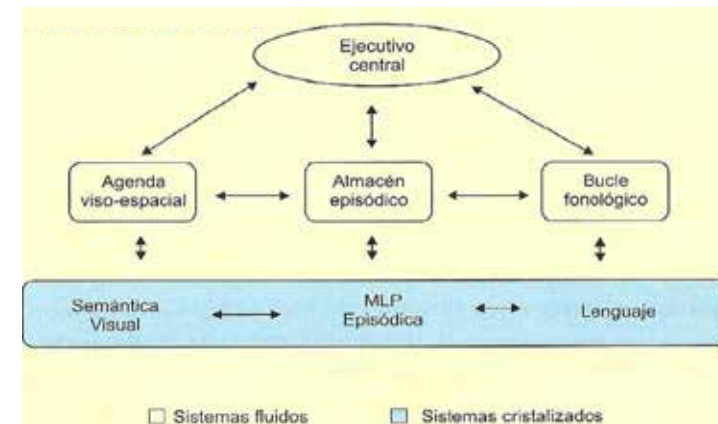 Ejecutivo
central
Agenda
viso-espacial
Almacén
episódico
Bucle
fonológico
Semántica
Visual
MLP
Episódica
Lenguaje
Sistemas fluidos
Sistemas cristalizados